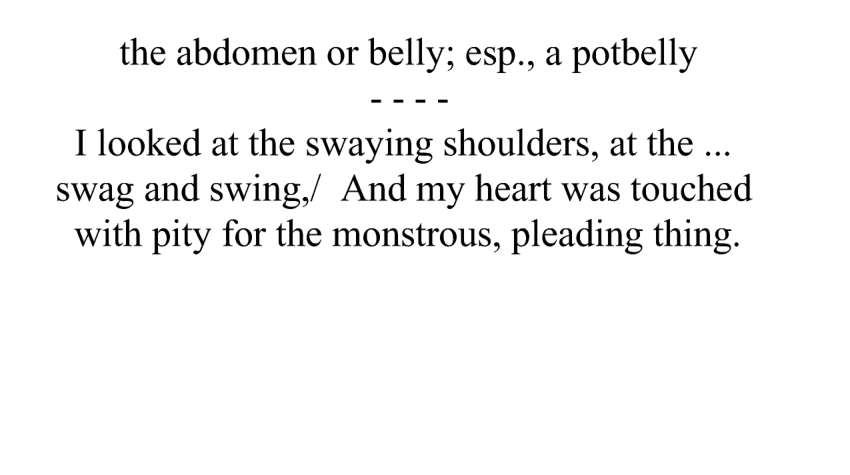 the abdomen or belly; esp., a potbelly
- - - -
I looked at the swaying shoulders, at the ...
swag and swing,/  And my heart was touched
with pity for the monstrous, pleading thing.